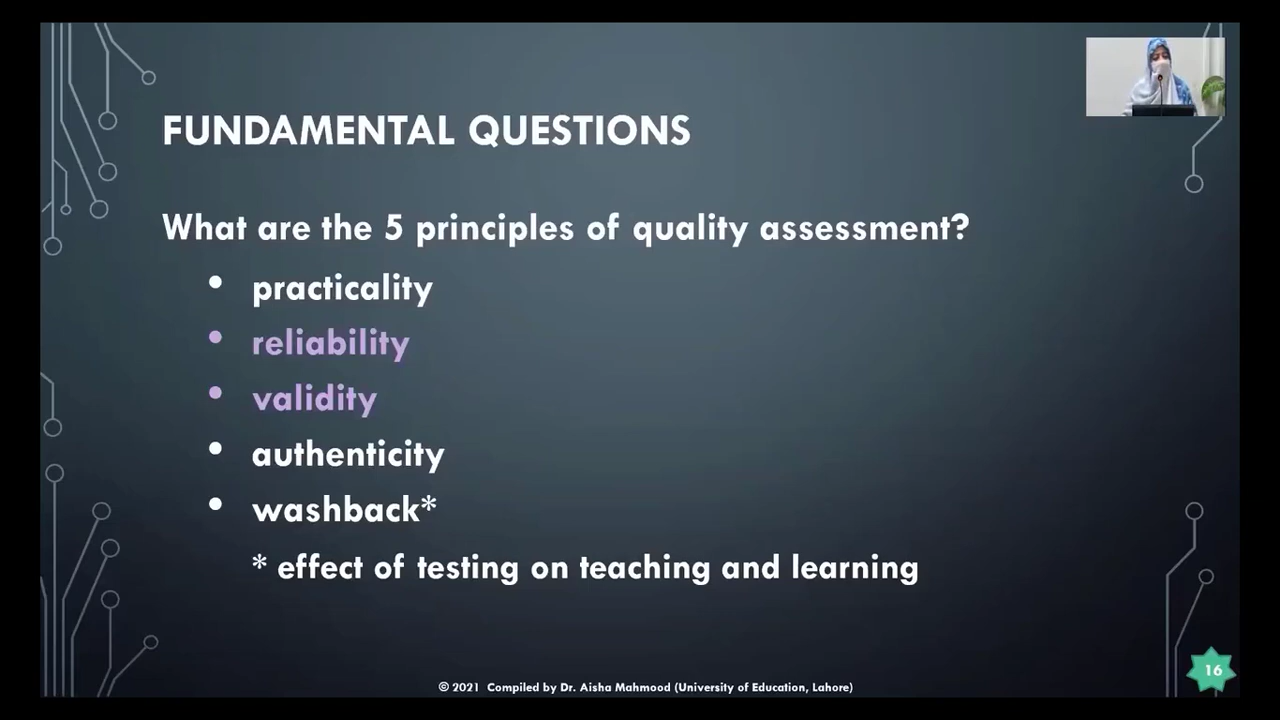 FUNDAMENTAL QUESTIONS
What are the 5 principles of quality assessment?
• practicality
• reliability
• validity
• authenticity
• washback*
* effect of testing on teaching and learning
16
© 2021 Compiled by Dr. Aisha Mahmood (University of Education, Lahore)